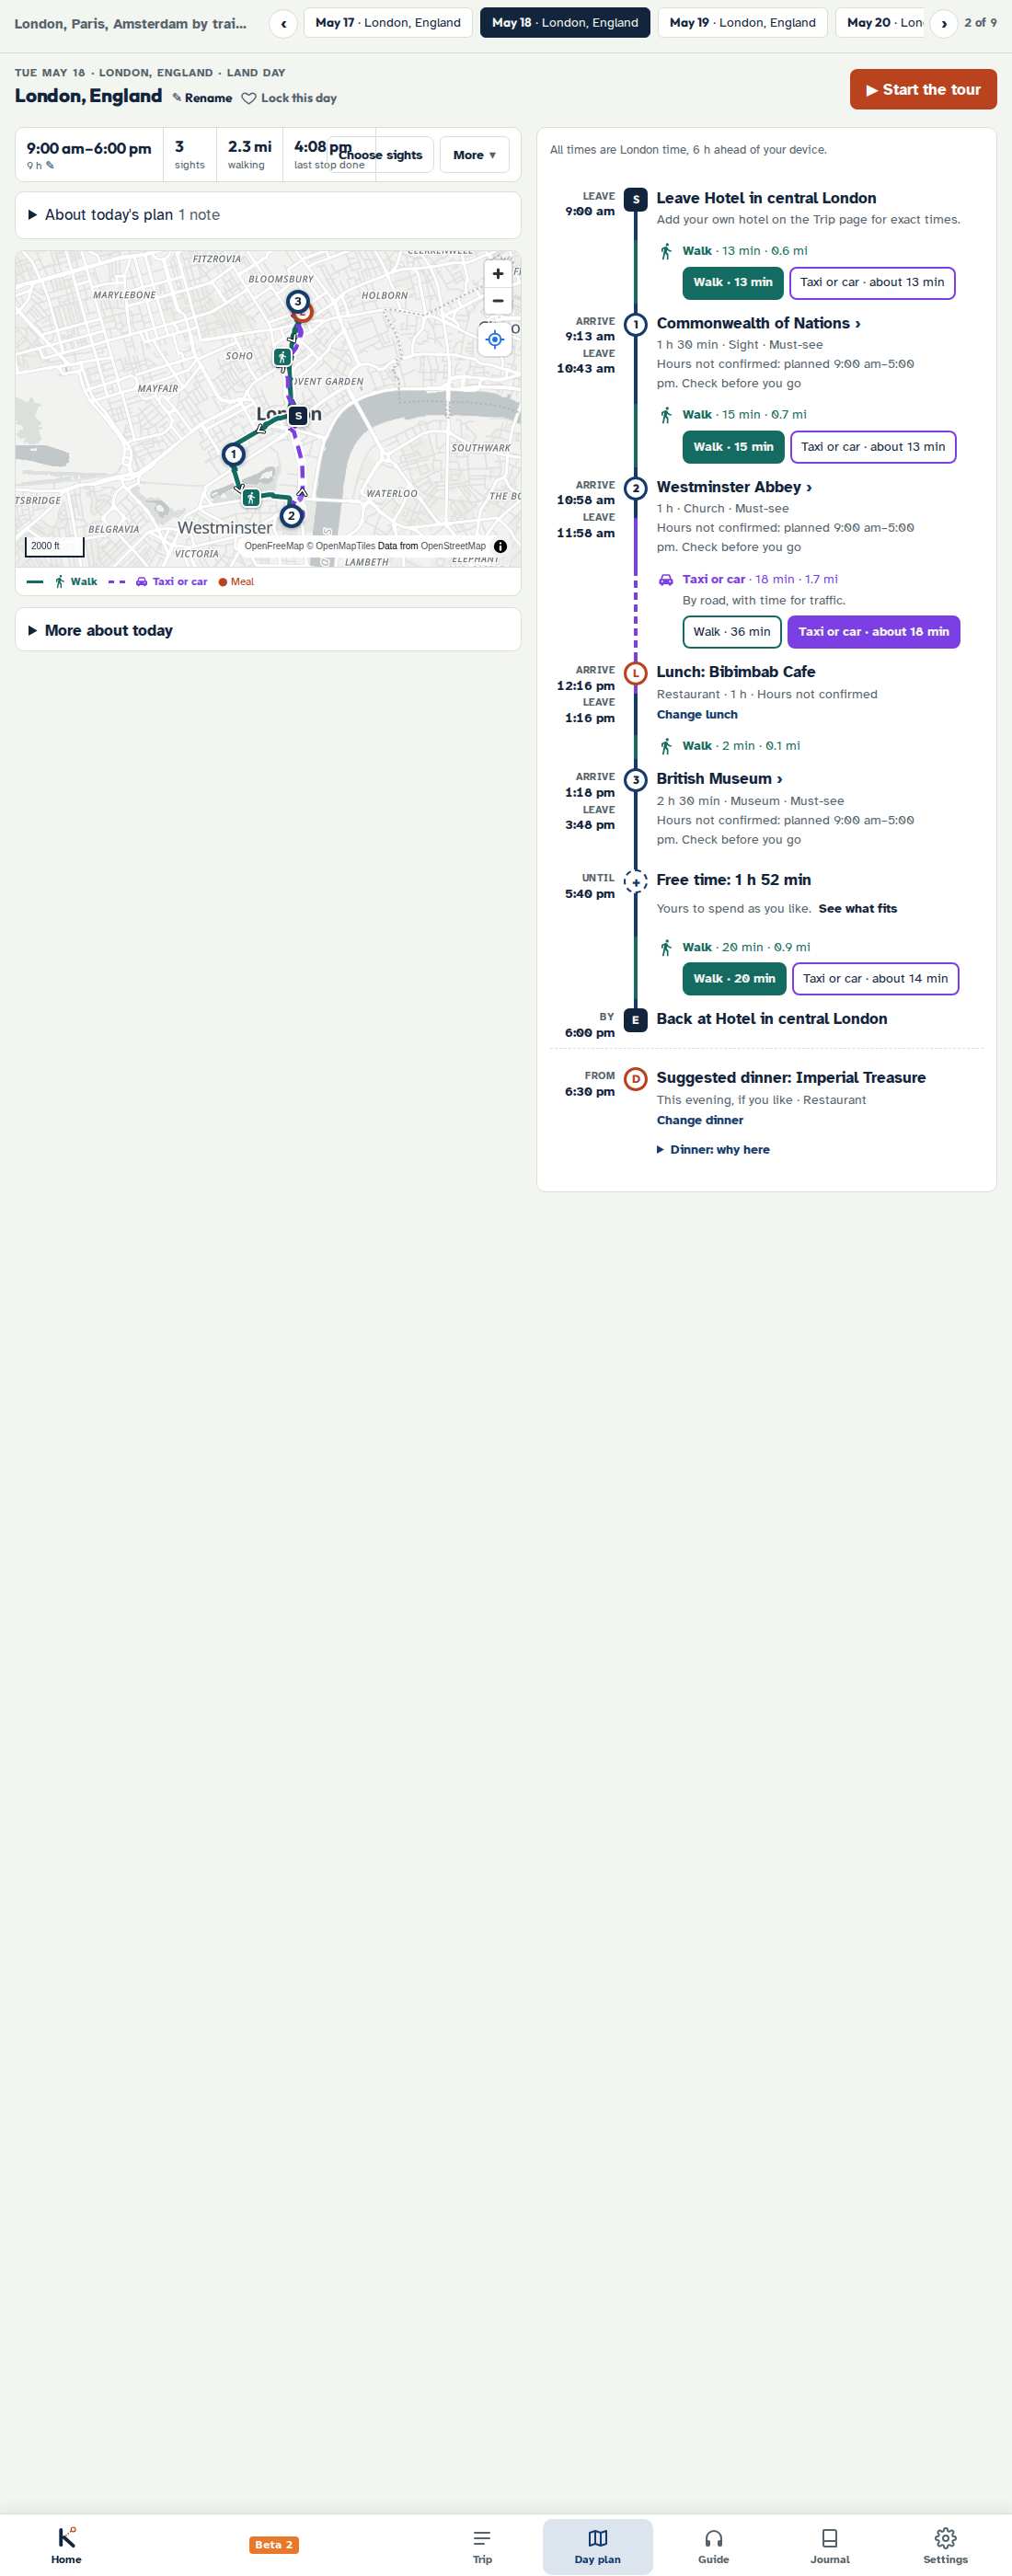 London, Paris, Amsterdam by trai...
‹
May 17 · London, England
May 18 · London, England
May 19 · London, England
May 20 · Lon
›
2 of 9
TUE MAY 18 · LONDON, ENGLAND · LAND DAY
London, England
✎ Rename
Lock this day
▶ Start the tour
9:00 am–6:00 pm
9 h ✎
3
sights
2.3 mi
walking
4:08 pm
last stop done
Choose sights
More ▾
▶ About today's plan 1 note
FITZROVIA
CLERKENWELL
BLOOMSBURY
MARYLEBONE
HOLBORN
3
SOHO
OVENT GARDEN
MAYFAIR
London
S
1
SOUTHWARK
TSBRIDGE
WATERLOO
THE BO
2
BELGRAVIA
Westminster
2000 ft
VICTORIA
OpenFreeMap © OpenMapTiles Data from OpenStreetMap
LAMBETH
ELEPHANT
Walk
Taxi or car
Meal
▶ More about today
All times are London time, 6 h ahead of your device.
LEAVE
9:00 am
S
Leave Hotel in central London
Add your own hotel on the Trip page for exact times.
Walk · 13 min · 0.6 mi
Walk · 13 min
Taxi or car · about 13 min
ARRIVE
9:13 am
LEAVE
10:43 am
1
Commonwealth of Nations ›
1 h 30 min · Sight · Must-see
Hours not confirmed: planned 9:00 am–5:00
pm. Check before you go
Walk · 15 min · 0.7 mi
Walk · 15 min
Taxi or car · about 13 min
ARRIVE
10:58 am
LEAVE
11:58 am
2
Westminster Abbey ›
1 h · Church · Must-see
Hours not confirmed: planned 9:00 am–5:00
pm. Check before you go
Taxi or car · 18 min · 1.7 mi
By road, with time for traffic.
Walk · 36 min
Taxi or car · about 18 min
ARRIVE
12:16 pm
LEAVE
1:16 pm
L
Lunch: Bibimbab Cafe
Restaurant · 1 h · Hours not confirmed
Change lunch
Walk · 2 min · 0.1 mi
ARRIVE
1:18 pm
LEAVE
3:48 pm
3
British Museum ›
2 h 30 min · Museum · Must-see
Hours not confirmed: planned 9:00 am–5:00
pm. Check before you go
UNTIL
5:40 pm
+
Free time: 1 h 52 min
Yours to spend as you like. See what fits
Walk · 20 min · 0.9 mi
Walk · 20 min
Taxi or car · about 14 min
BY
6:00 pm
E
Back at Hotel in central London
FROM
6:30 pm
D
Suggested dinner: Imperial Treasure
This evening, if you like · Restaurant
Change dinner
▶ Dinner: why here
Home
Beta 2
Trip
Day plan
Guide
Journal
Settings